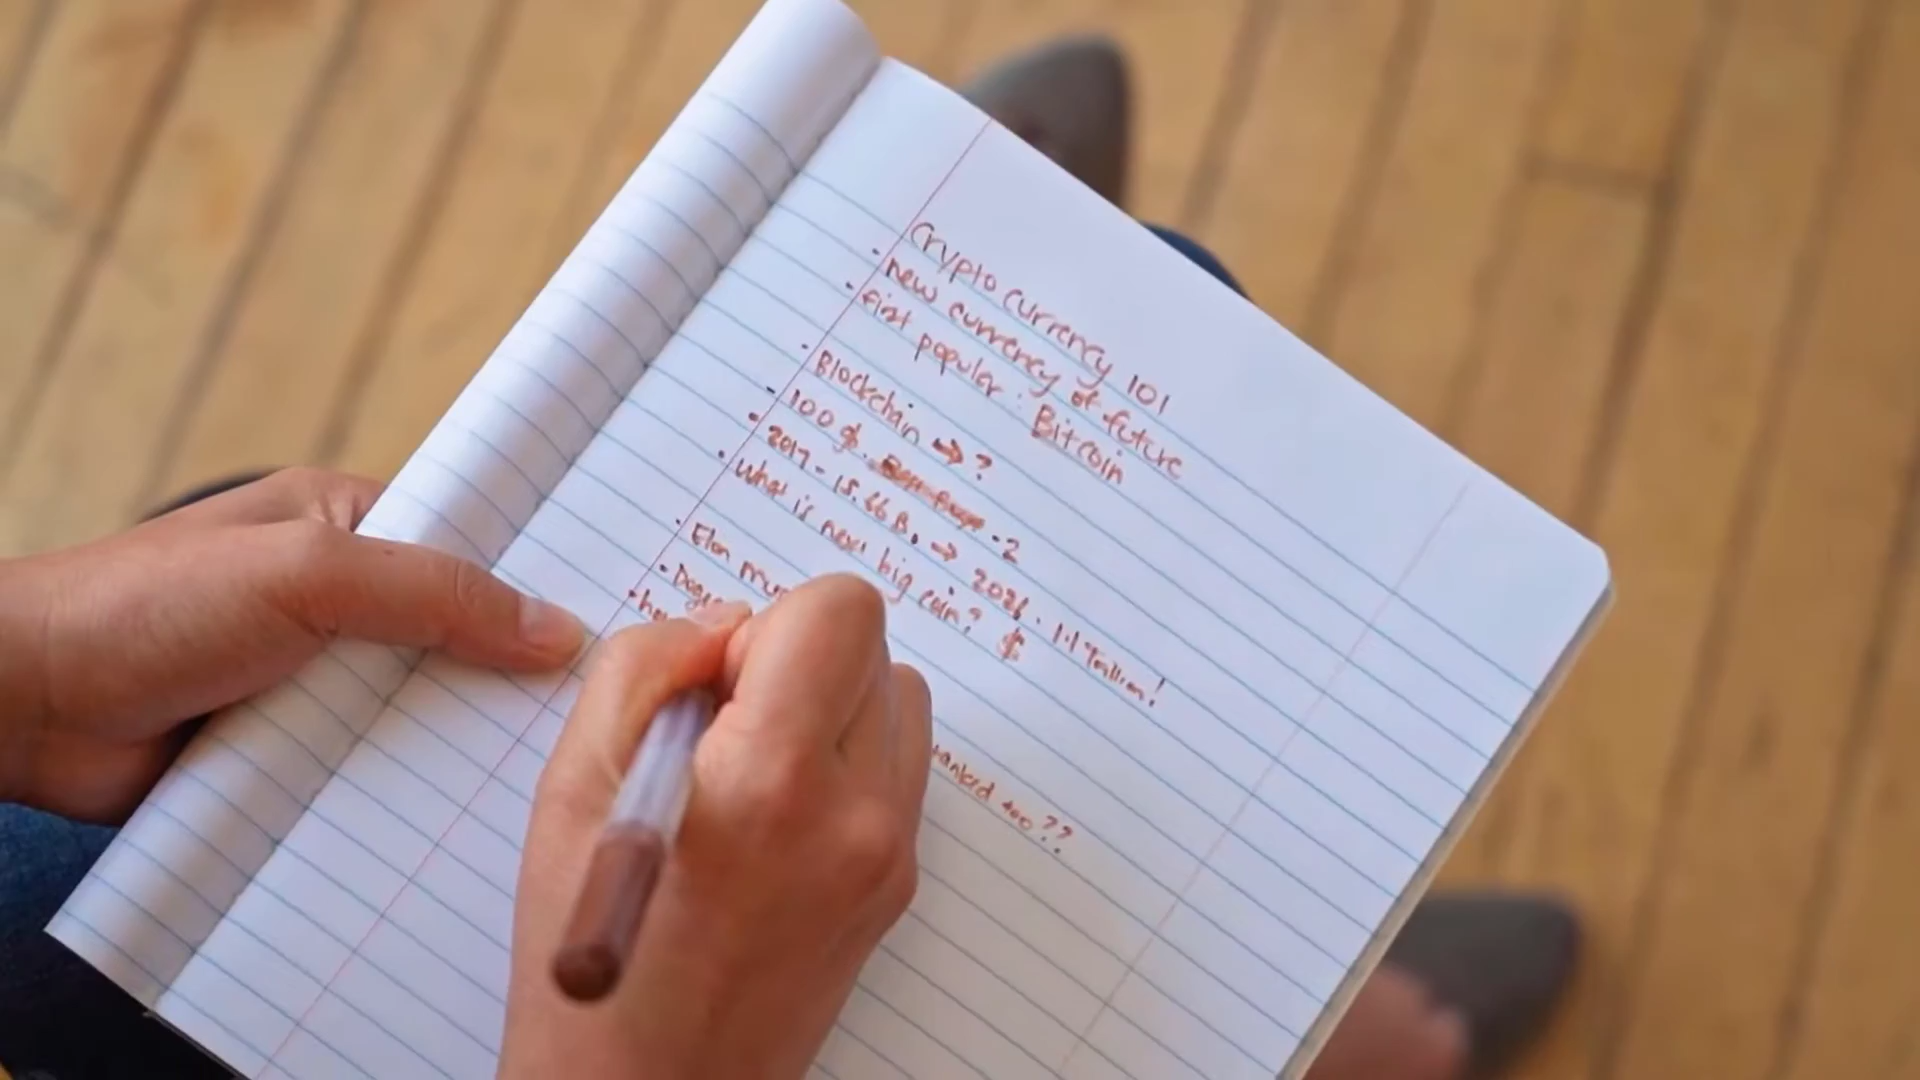 Crypto currency 101
· new currency of future
· first popular : Bitcoin
· Blockchain → ?
- 100 $. -2
· 2017 - 15.66 B. → 2021 · 1.1 Trillion!
· What is next big coin? $
· Elon
· Doge
·
ranked too??